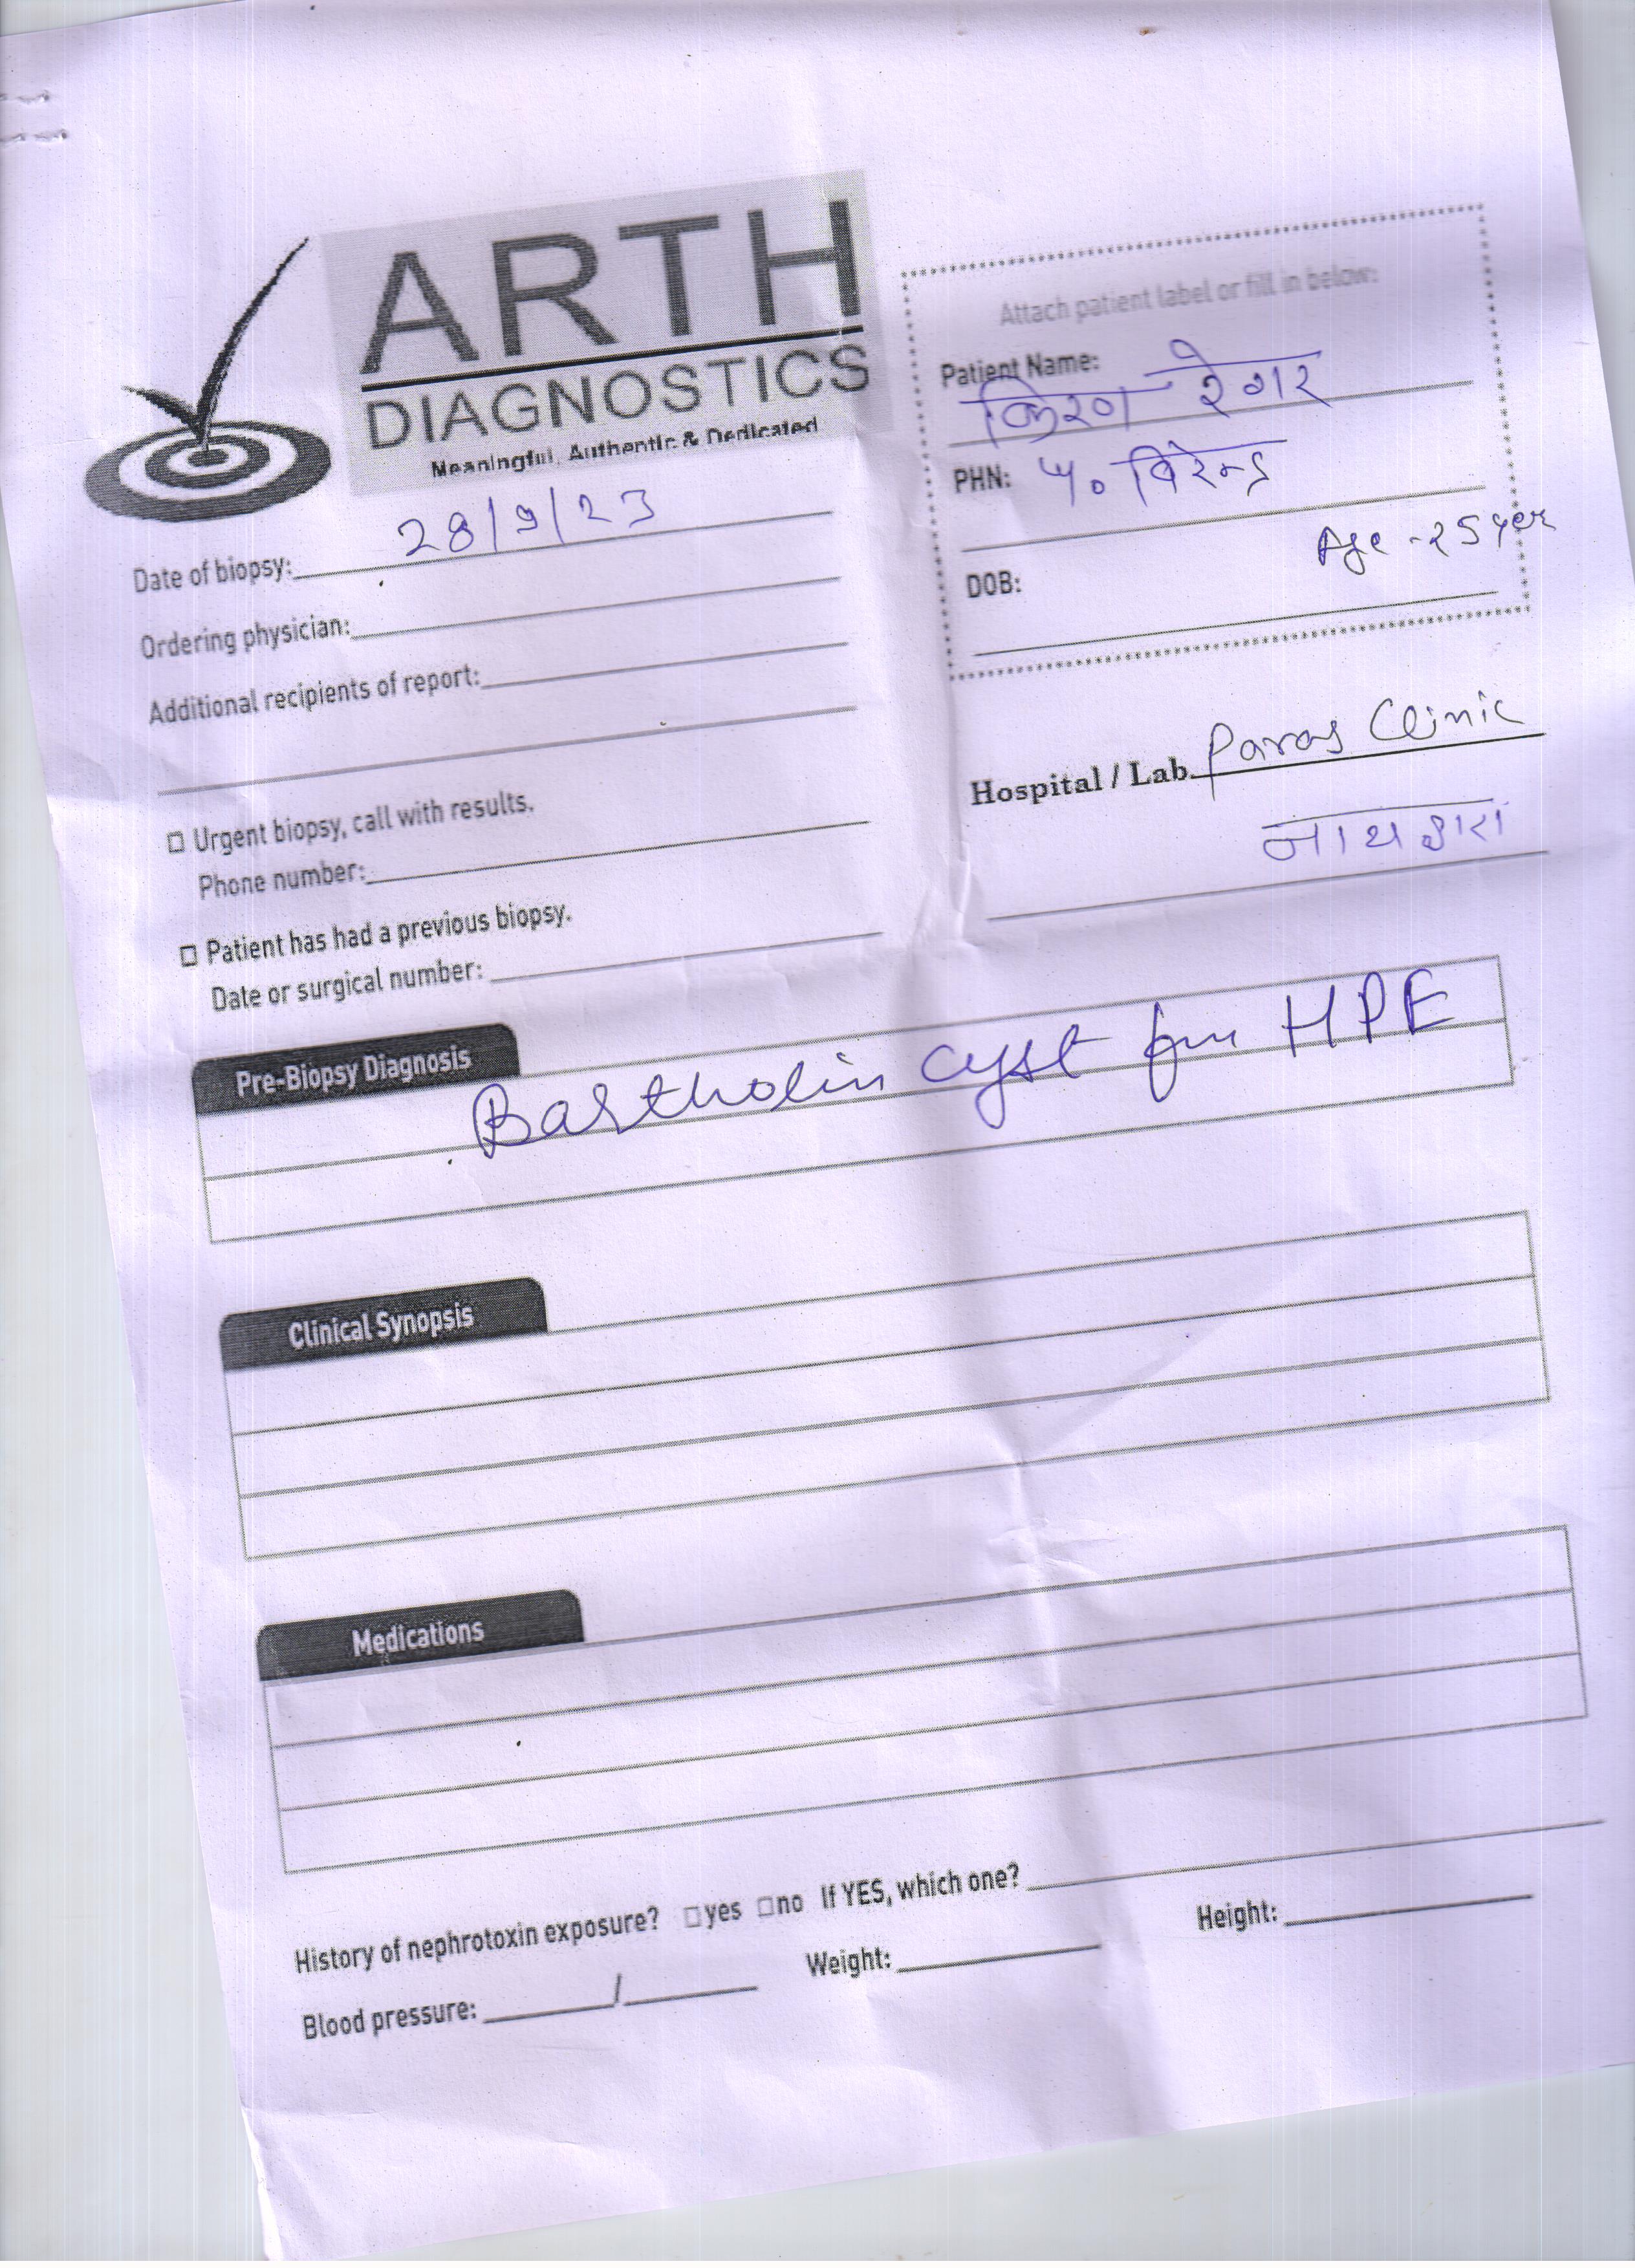 ARTH
DIAGNOSTICS
Meaningful, Authentic & Dedicated
Attach patient label or fill in below:
Patient Name: किरण रेगर
PHN: प० विरेन्द्र
DOB: Age - 25 yer
Date of biopsy: 28/9/23
Ordering physician:
Additional recipients of report:
Hospital / Lab. Paras Clinic
नाथद्वारा
□ Urgent biopsy, call with results.
Phone number:
□ Patient has had a previous biopsy.
Date or surgical number:
Pre-Biopsy Diagnosis
Bartholin cyst for HPE
Clinical Synopsis
Medications
History of nephrotoxin exposure? □yes □no If YES, which one?
Blood pressure: / Weight: Height: